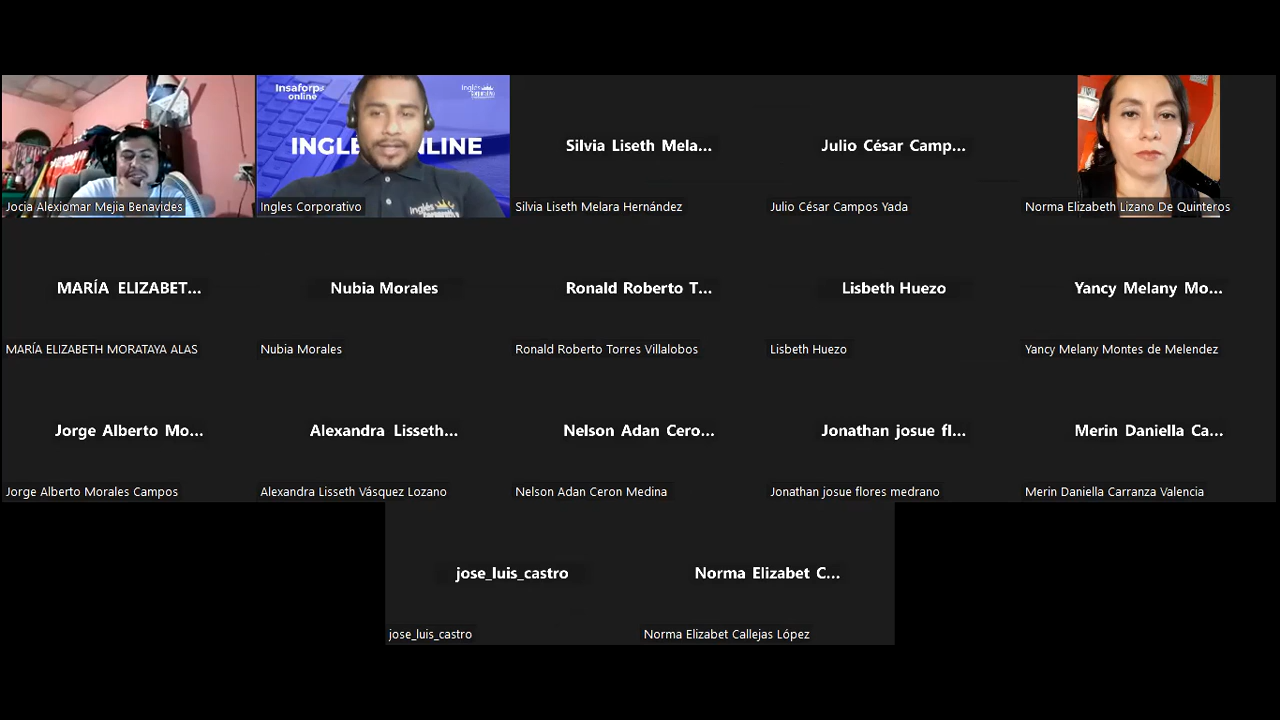 Insaforp
online
inglés
corporativo
INGLE ONLINE
inglés
Silvia Liseth Mela...
Julio César Camp...
Jocia Alexiomar Mejia Benavides
Ingles Corporativo
Silvia Liseth Melara Hernández
Julio César Campos Yada
Norma Elizabeth Lizano De Quinteros
MARÍA ELIZABET...
Nubia Morales
Ronald Roberto T...
Lisbeth Huezo
Yancy Melany Mo...
MARÍA ELIZABETH MORATAYA ALAS
Nubia Morales
Ronald Roberto Torres Villalobos
Lisbeth Huezo
Yancy Melany Montes de Melendez
Jorge Alberto Mo...
Alexandra Lisseth...
Nelson Adan Cero...
Jonathan josue fl...
Merin Daniella Ca...
Jorge Alberto Morales Campos
Alexandra Lisseth Vásquez Lozano
Nelson Adan Ceron Medina
Jonathan josue flores medrano
Merin Daniella Carranza Valencia
jose_luis_castro
Norma Elizabet C...
jose_luis_castro
Norma Elizabet Callejas López